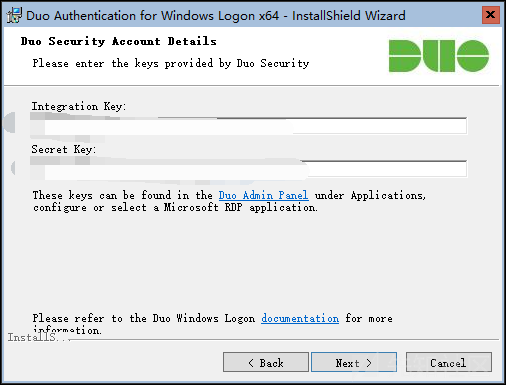 Duo Authentication for Windows Logon x64 - InstallShield Wizard
Duo Security Account Details
Please enter the keys provided by Duo Security
DUO
Integration Key:
Secret Key:
These keys can be found in the Duo Admin Panel under Applications,
configure or select a Microsoft RDP application.
Please refer to the Duo Windows Logon documentation for more
information.
InstallS...
< Back
Next >
Cancel